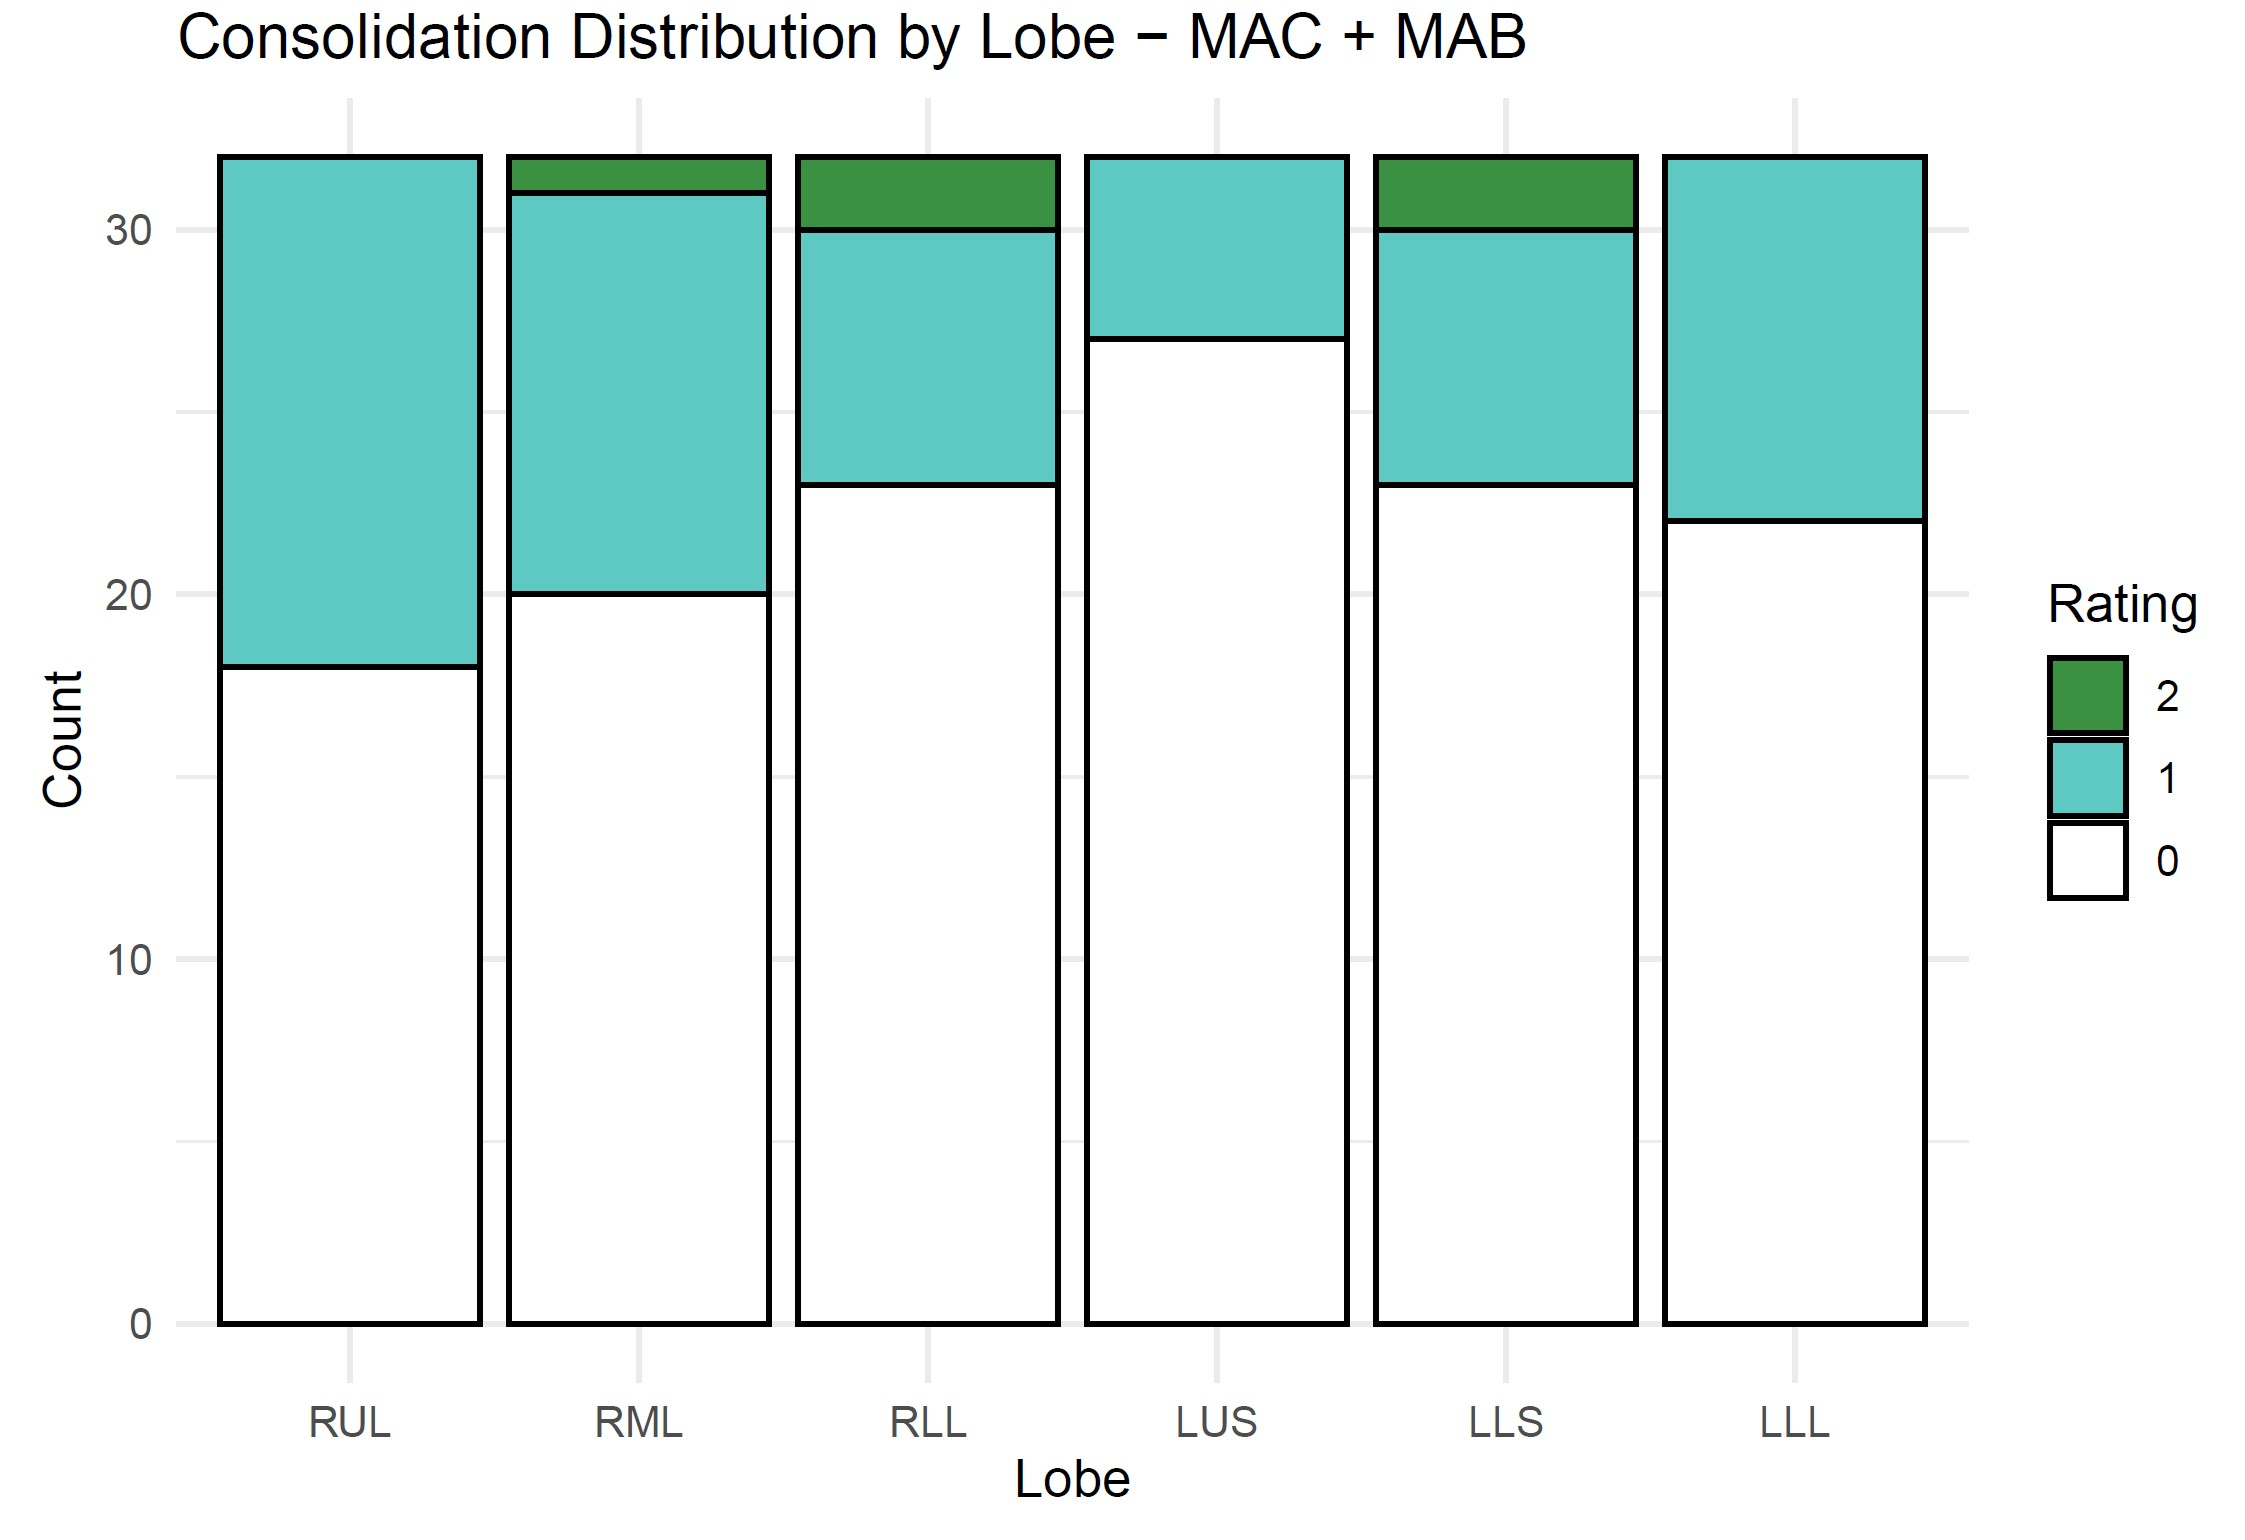 Consolidation Distribution by Lobe − MAC + MAB
Count
30
20
10
0
RUL RML RLL LUS LLS LLL
Lobe
Rating
2
1
0